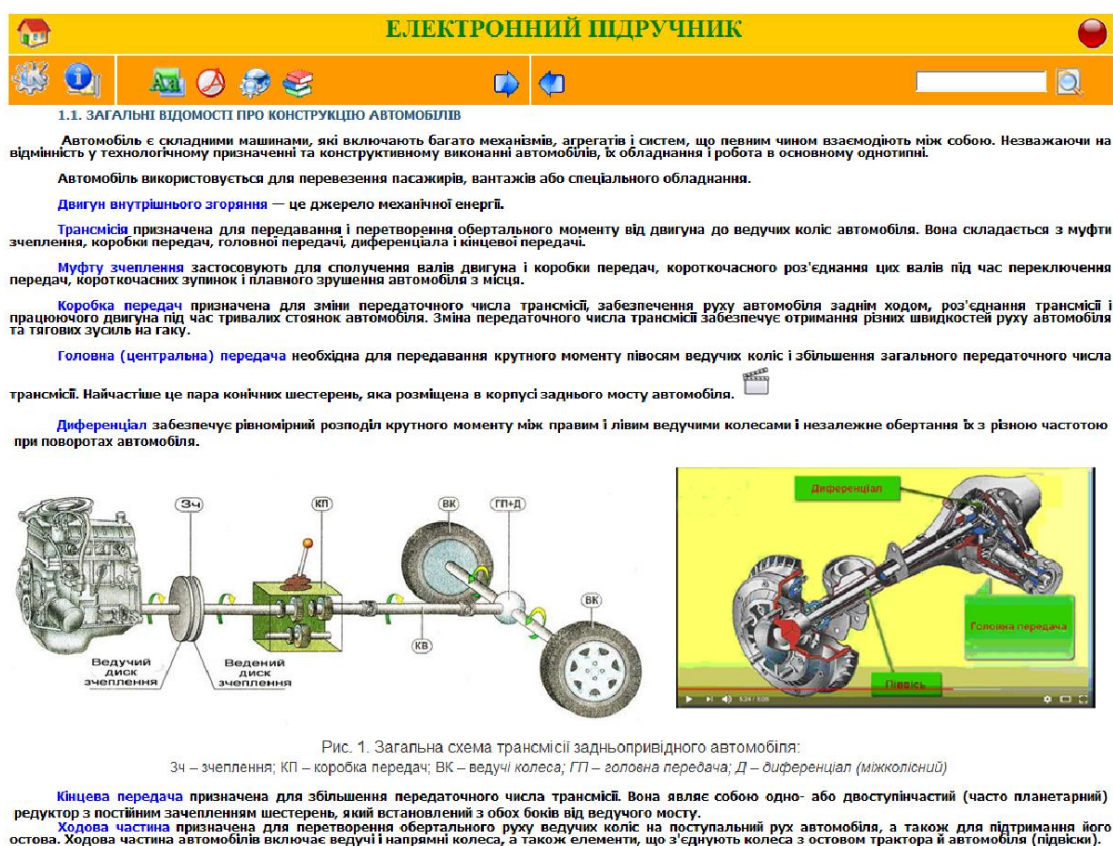 ЕЛЕКТРОННИЙ ПІДРУЧНИК
Aa
1.1. ЗАГАЛЬНІ ВІДОМОСТІ ПРО КОНСТРУКЦІЮ АВТОМОБІЛІВ
Автомобіль є складними машинами, які включають багато механізмів, агрегатів і систем, що певним чином взаємодіють між собою. Незважаючи на
відмінність у технологічному призначенні та конструктивному виконанні автомобілів, їх обладнання і робота в основному однотипні.
Автомобіль використовується для перевезення пасажирів, вантажів або спеціального обладнання.
Двигун внутрішнього згоряння — це джерело механічної енергії.
Трансмісія призначена для передавання і перетворення обертального моменту від двигуна до ведучих коліс автомобіля. Вона складається з муфти
зчеплення, коробки передач, головної передачі, диференціала і кінцевої передачі.
Муфту зчеплення застосовують для сполучення валів двигуна і коробки передач, короткочасного роз'єднання цих валів під час переключення
передач, короткочасних зупинок і плавного зрушення автомобіля з місця.
Коробка передач призначена для зміни передаточного числа трансмісії, забезпечення руху автомобіля заднім ходом, роз'єднання трансмісії і
працюючого двигуна під час тривалих стоянок автомобіля. Зміна передаточного числа трансмісії забезпечує отримання різних швидкостей руху автомобіля
та тягових зусиль на гаку.
Головна (центральна) передача необхідна для передавання крутного моменту півосям ведучих коліс і збільшення загального передаточного числа
трансмісії. Найчастіше це пара конічних шестерень, яка розміщена в корпусі заднього мосту автомобіля.
Диференціал забезпечує рівномірний розподіл крутного моменту між правим і лівим ведучими колесами і незалежне обертання їх з різною частотою
при поворотах автомобіля.
Зч
КП
ВК
ГП+Д
ВК
КВ
Ведучий
диск
зчеплення
Ведений
диск
зчеплення
Диференціал
Головна передача
Піввісь
Рис. 1. Загальна схема трансмісії задньопривідного автомобіля:
Зч – зчеплення; КП – коробка передач; ВК – ведучі колеса; ГП – головна передача; Д – диференціал (міжколісний)
Кінцева передача призначена для збільшення передаточного числа трансмісії. Вона являє собою одно- або двоступінчастий (часто планетарний)
редуктор з постійним зачепленням шестерень, який встановлений з обох боків від ведучого мосту.
Ходова частина призначена для перетворення обертального руху ведучих коліс на поступальний рух автомобіля, а також для підтримання його
остова. Ходова частина автомобілів включає ведучі і напрямні колеса, а також елементи, що з'єднують колеса з остовом трактора й автомобіля (підвіски).